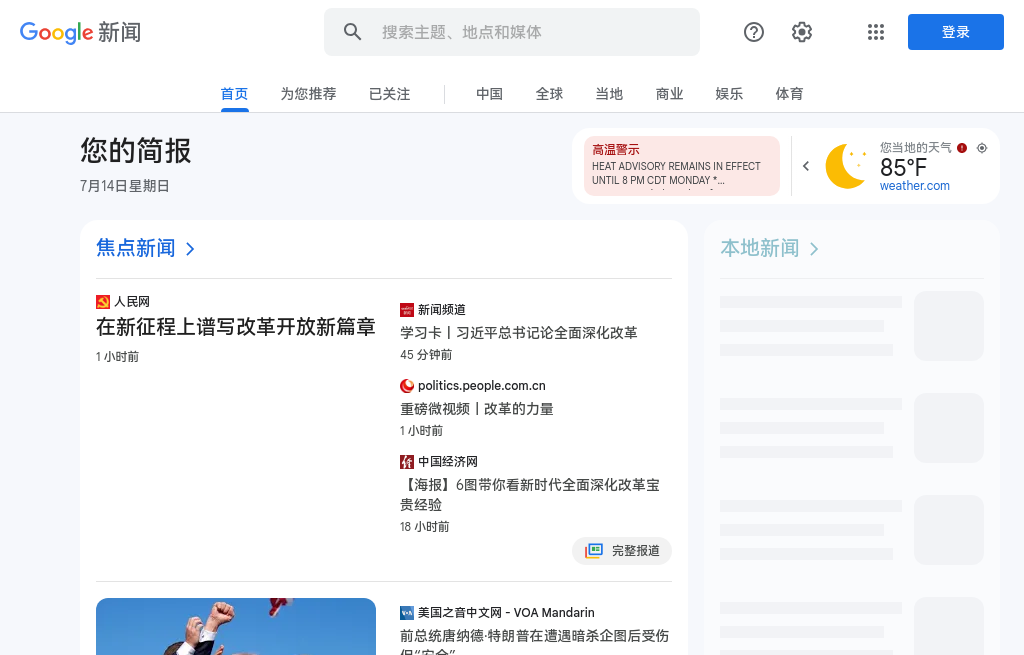 Google 新闻
搜索主题、地点和媒体
登录
首页
为您推荐
已关注
中国
全球
当地
商业
娱乐
体育
您的简报
7月14日星期日
高温警示
HEAT ADVISORY REMAINS IN EFFECT
UNTIL 8 PM CDT MONDAY *…
您当地的天气
85°F
weather.com
焦点新闻
本地新闻
人民网
在新征程上谱写改革开放新篇章
1 小时前
新闻频道
学习卡丨习近平总书记论全面深化改革
45 分钟前
politics.people.com.cn
重磅微视频丨改革的力量
1 小时前
中国经济网
【海报】6图带你看新时代全面深化改革宝
贵经验
18 小时前
完整报道
美国之音中文网 - VOA Mandarin
前总统唐纳德·特朗普在遭遇暗杀企图后受伤
但“安全”